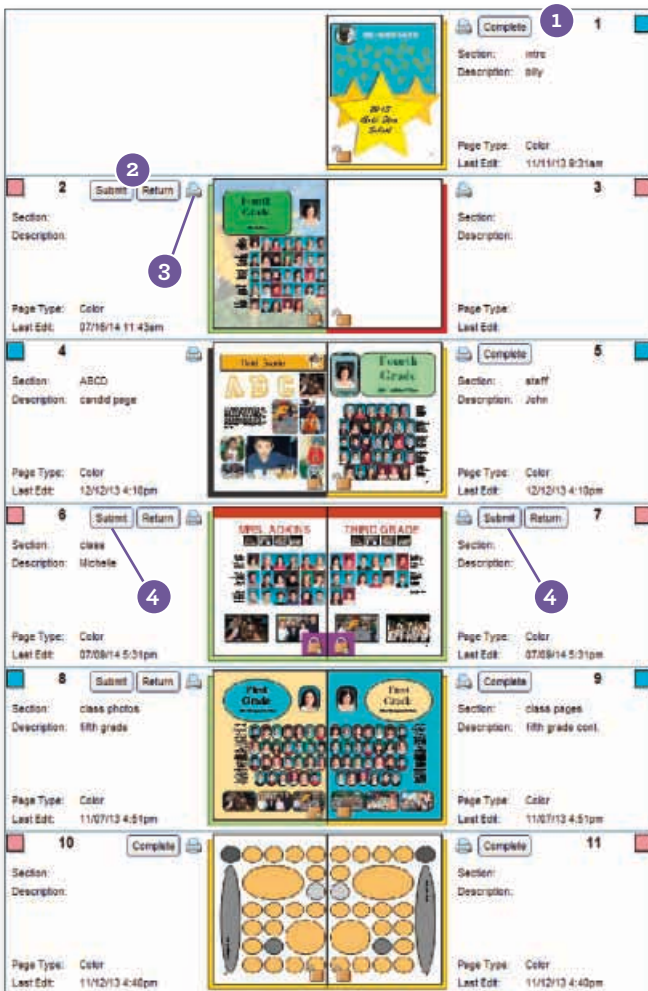 Complete 1 1
Section: intro
Description: billy
2015
Page Type: Color
Last Edit: 11/11/13 9:31am
2 Submit Return 2
3
Section:
Description:
Page Type: Color
Last Edit: 07/16/14 11:43am
3
Fourth
Grade
Section:
Description:
Page Type:
Last Edit:
4
Section: ABCD
Description: candid page
Page Type: Color
Last Edit: 12/12/13 4:10pm
Third Grade
ABC
Fourth
Grade
Complete 5
Section: staff
Description: John
Page Type: Color
Last Edit: 12/12/13 4:10pm
6 Submit Return
Section: class
Description: Michelle
4
Page Type: Color
Last Edit: 07/09/14 5:31pm
MRS. ADKINS THIRD GRADE
Submit Return 7
Section:
Description:
4
Page Type: Color
Last Edit: 07/09/14 5:31pm
8 Submit Return
Section: class photos
Description: fifth grade
Page Type: Color
Last Edit: 11/07/13 4:51pm
First
Grade
First
Grade
Complete 9
Section: class pages
Description: fifth grade cont.
Page Type: Color
Last Edit: 11/07/13 4:51pm
10 Complete
Section:
Description:
Page Type: Color
Last Edit: 11/12/13 4:40pm
Complete 11
Section:
Description:
Page Type: Color
Last Edit: 11/12/13 4:40pm